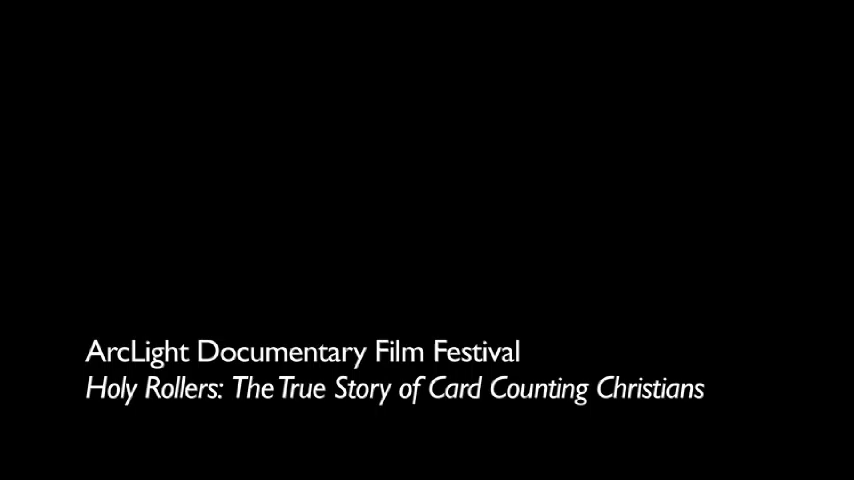 ArcLight Documentary Film Festival
Holy Rollers: The True Story of Card Counting Christians